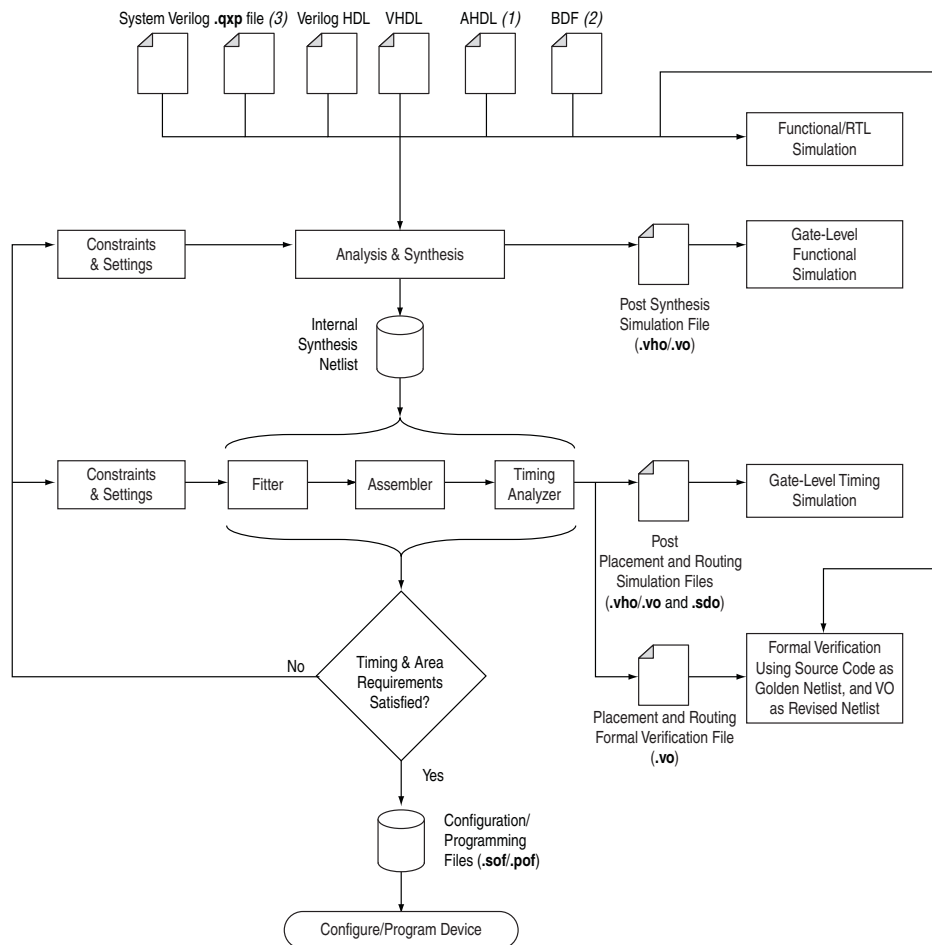 System Verilog .qxp file (3) Verilog HDL VHDL AHDL (1) BDF (2)
Functional/RTL
Simulation
Constraints
& Settings
Analysis & Synthesis
Gate-Level
Functional
Simulation
Post Synthesis
Simulation File
(.vho/.vo)
Internal
Synthesis
Netlist
Constraints
& Settings
Fitter
Assembler
Timing
Analyzer
Gate-Level Timing
Simulation
Post
Placement and Routing
Simulation Files
(.vho/.vo and .sdo)
No
Timing & Area
Requirements
Satisfied?
Formal Verification
Using Source Code as
Golden Netlist, and VO
as Revised Netlist
Placement and Routing
Formal Verification File
(.vo)
Yes
Configuration/
Programming
Files (.sof/.pof)
Configure/Program Device